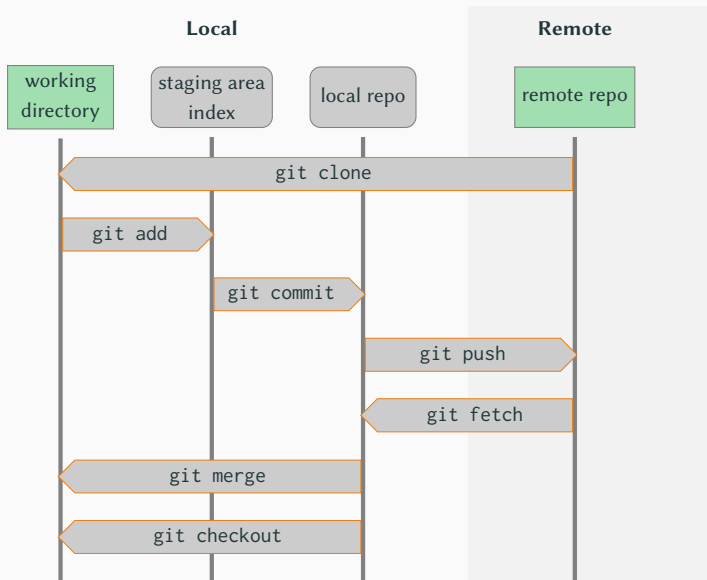 Local
Remote
working
directory
staging area
index
local repo
remote repo
git clone
git add
git commit
git push
git fetch
git merge
git checkout